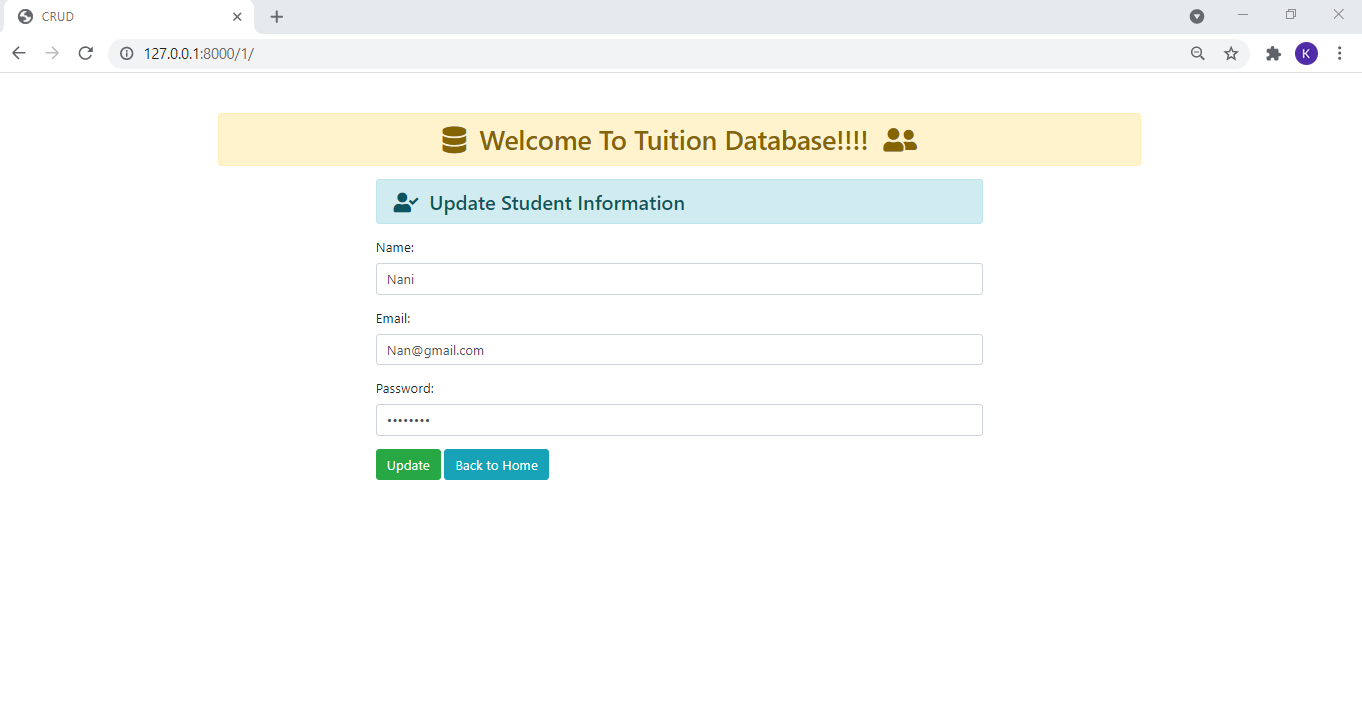 CRUD
127.0.0.1:8000/1/
K
Welcome To Tuition Database!!!!
Update Student Information
Name:
Nani
Email:
Nan@gmail.com
Password:
••••••••
Update Back to Home